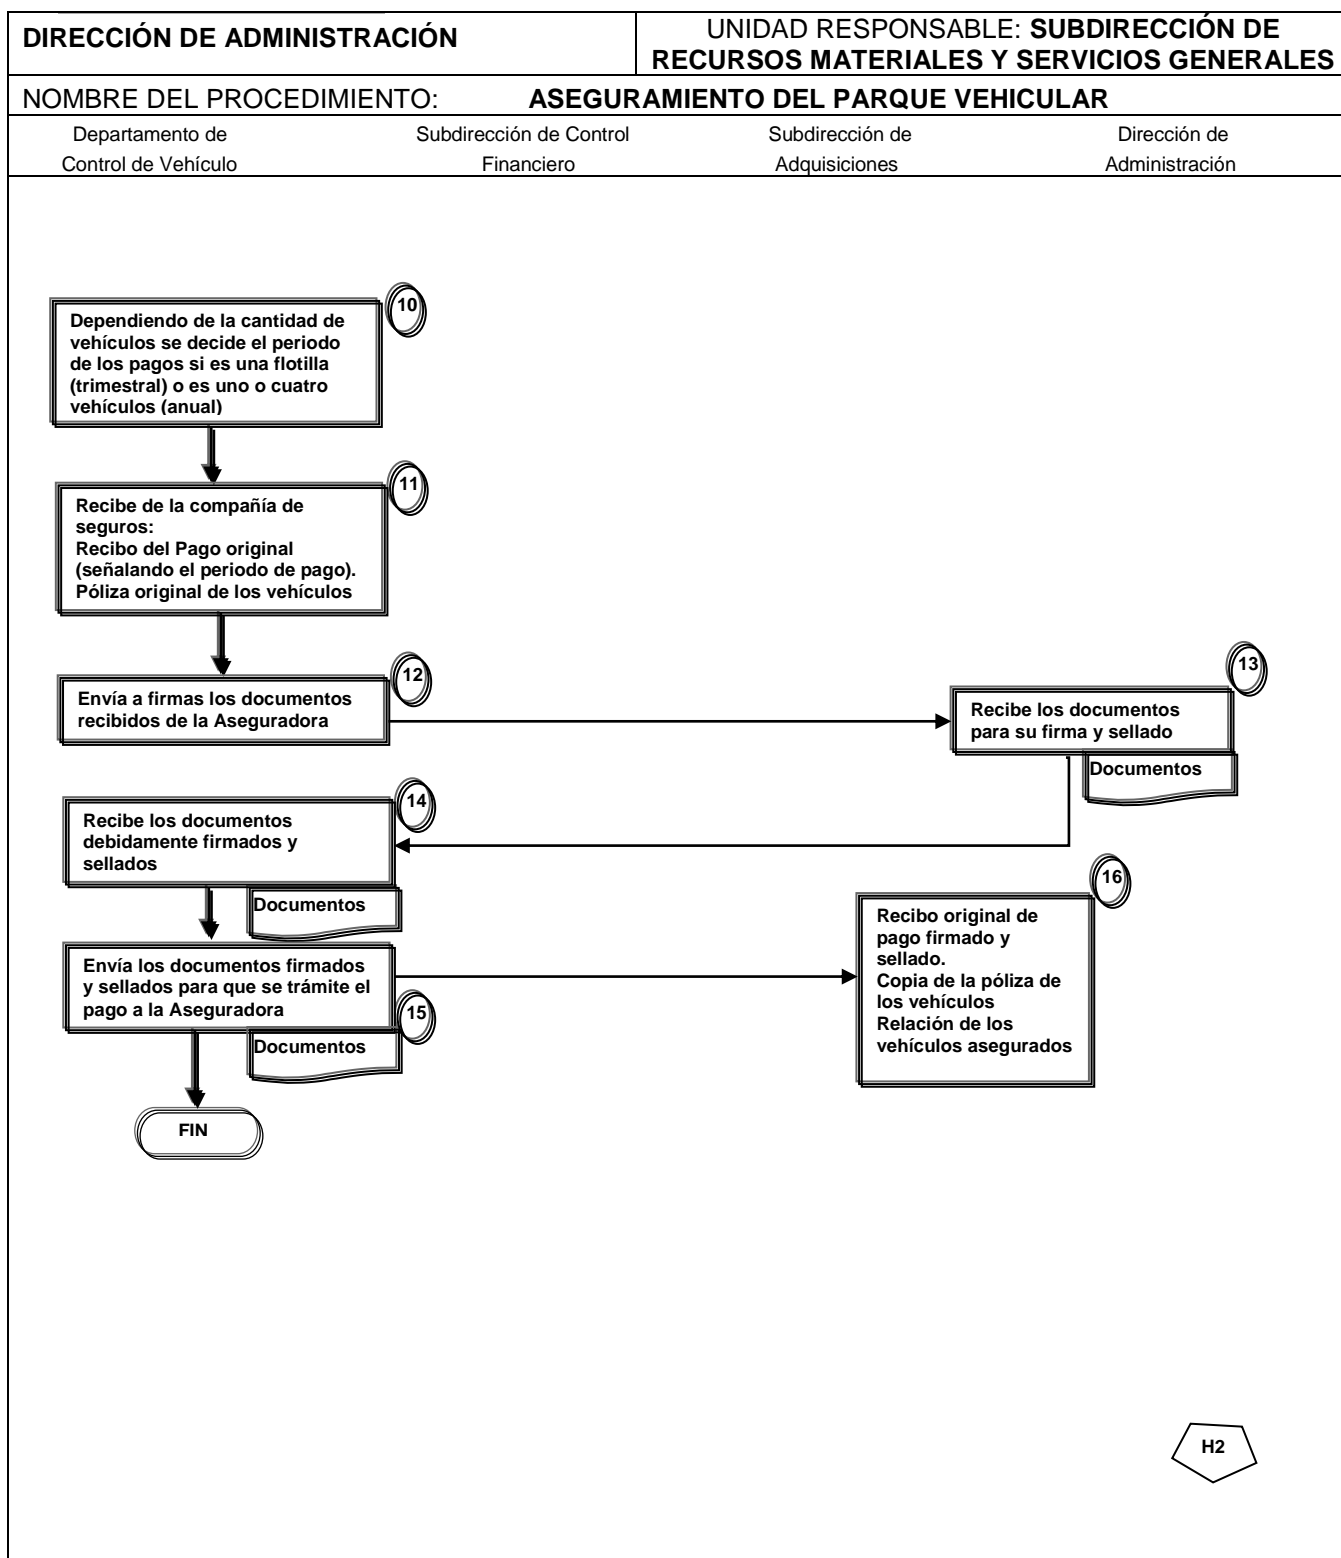 DIRECCIÓN DE ADMINISTRACIÓN
UNIDAD RESPONSABLE: SUBDIRECCIÓN DE
RECURSOS MATERIALES Y SERVICIOS GENERALES
NOMBRE DEL PROCEDIMIENTO: ASEGURAMIENTO DEL PARQUE VEHICULAR
Departamento de
Control de Vehículo
Subdirección de Control
Financiero
Subdirección de
Adquisiciones
Dirección de
Administración
10
Dependiendo de la cantidad de
vehículos se decide el periodo
de los pagos si es una flotilla
(trimestral) o es uno o cuatro
vehículos (anual)
11
Recibe de la compañía de
seguros:
Recibo del Pago original
(señalando el periodo de pago).
Póliza original de los vehículos
12
Envía a firmas los documentos
recibidos de la Aseguradora
13
Recibe los documentos
para su firma y sellado
Documentos
14
Recibe los documentos
debidamente firmados y
sellados
Documentos
Envía los documentos firmados
y sellados para que se trámite el
pago a la Aseguradora
15
Documentos
16
Recibo original de
pago firmado y
sellado.
Copia de la póliza de
los vehículos
Relación de los
vehículos asegurados
FIN
H2